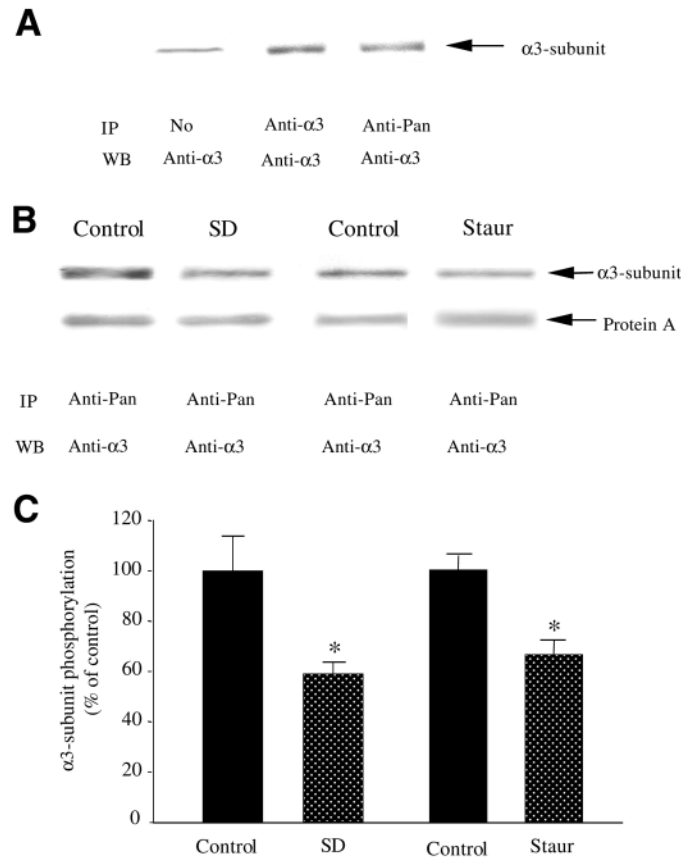 A
α3-subunit
IP No Anti-α3 Anti-Pan
WB Anti-α3 Anti-α3 Anti-α3
B
Control SD Control Staur
α3-subunit
Protein A
IP Anti-Pan Anti-Pan Anti-Pan Anti-Pan
WB Anti-α3 Anti-α3 Anti-α3 Anti-α3
C
α3-subunit phosphorylation
(% of control)
120
100
80
60
40
20
0
* *
Control SD Control Staur